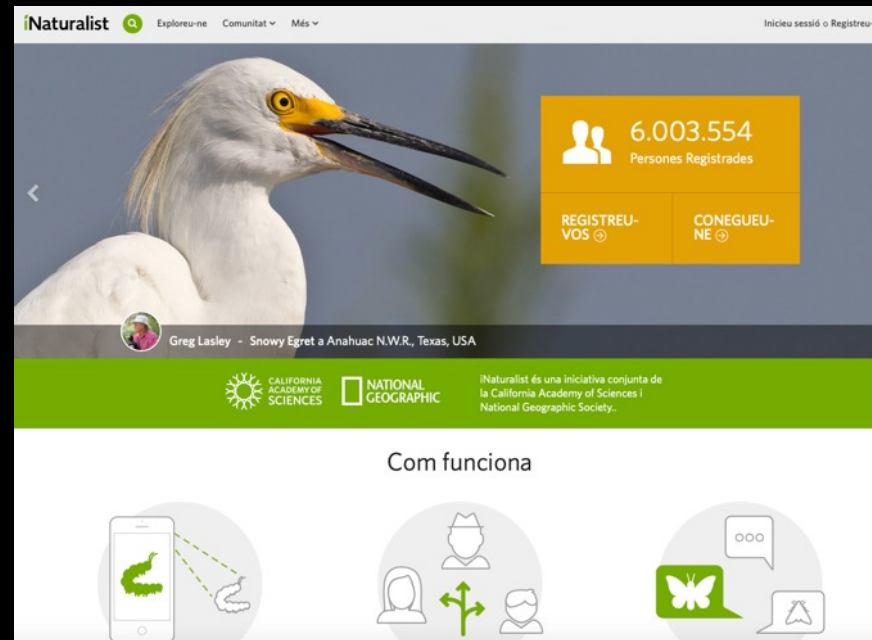 iNaturalist
Exploreu-ne Comunitat Més
Inicieu sessió o Registreu-
6.003.554
Persones Registrades
REGISTREU-
VOS
CONEGUEU-
NE
Greg Lasley - Snowy Egret a Anahuac N.W.R., Texas, USA
CALIFORNIA
ACADEMY OF
SCIENCES
NATIONAL
GEOGRAPHIC
iNaturalist és una iniciativa conjunta de
la California Academy of Sciences i
National Geographic Society..
Com funciona